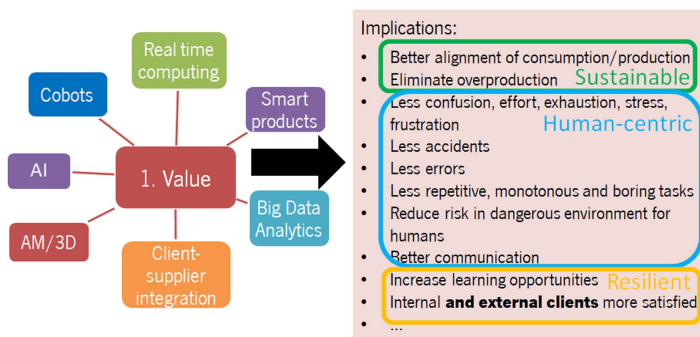 Real time
computing
Cobots
Smart
products
AI
1. Value
AM/3D
Big Data
Analytics
Client-
supplier
integration
Implications:
• Better alignment of consumption/production
• Eliminate overproduction Sustainable
• Less confusion, effort, exhaustion, stress,
frustration Human-centric
• Less accidents
• Less errors
• Less repetitive, monotonous and boring tasks
• Reduce risk in dangerous environment for
humans
• Better communication
• Increase learning opportunities Resilient
• Internal and external clients more satisfied
• ...